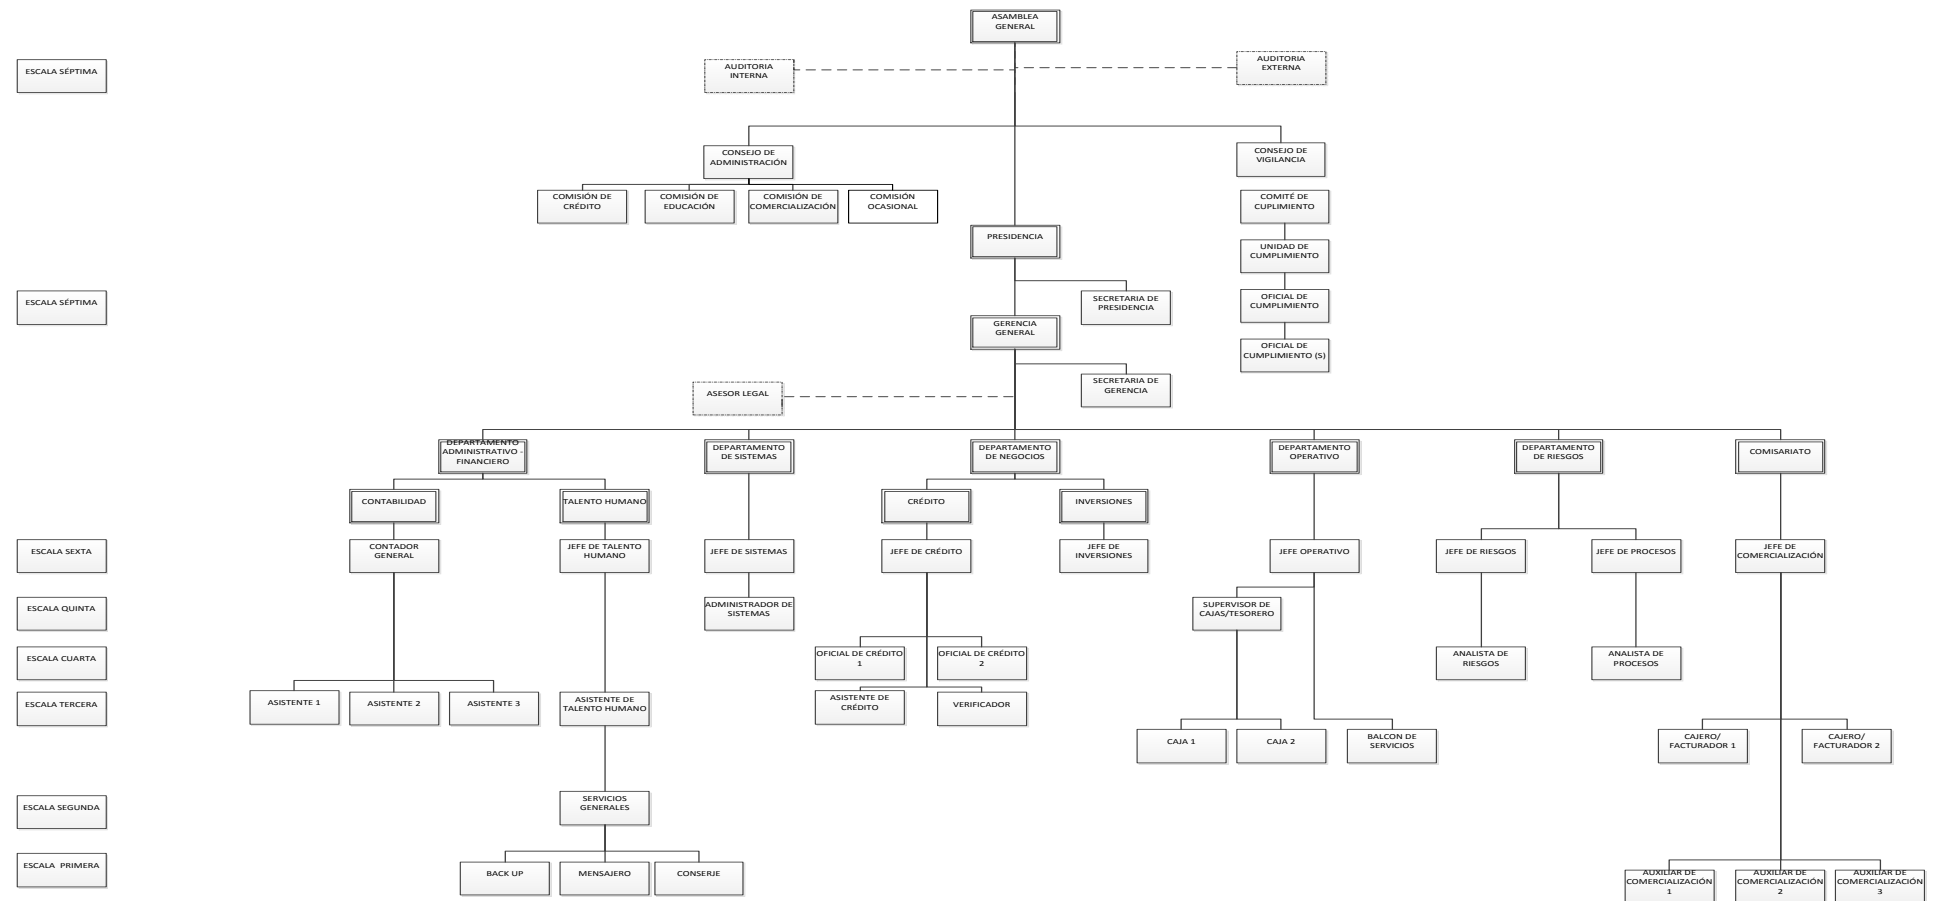 ASAMBLEA
GENERAL
ESCALA SÉPTIMA
AUDITORIA
INTERNA
AUDITORIA
EXTERNA
CONSEJO DE
ADMINISTRACIÓN
CONSEJO DE
VIGILANCIA
COMISIÓN DE
CRÉDITO
COMISIÓN DE
EDUCACIÓN
COMISIÓN DE
COMERCIALIZACIÓN
COMISIÓN
OCASIONAL
COMITÉ DE
CUPLIMIENTO
PRESIDENCIA
UNIDAD DE
CUMPLIMIENTO
ESCALA SÉPTIMA
SECRETARIA DE
PRESIDENCIA
OFICIAL DE
CUMPLIMIENTO
GERENCIA
GENERAL
OFICIAL DE
CUMPLIMIENTO (S)
SECRETARIA DE
GERENCIA
ASESOR LEGAL
DEPARTAMENTO
ADMINISTRATIVO -
FINANCIERO
DEPARTAMENTO
DE SISTEMAS
DEPARTAMENTO
DE NEGOCIOS
DEPARTAMENTO
OPERATIVO
DEPARTAMENTO
DE RIESGOS
COMISARIATO
CONTABILIDAD
TALENTO HUMANO
CRÉDITO
INVERSIONES
ESCALA SEXTA
CONTADOR
GENERAL
JEFE DE TALENTO
HUMANO
JEFE DE SISTEMAS
JEFE DE CRÉDITO
JEFE DE
INVERSIONES
JEFE OPERATIVO
JEFE DE RIESGOS
JEFE DE PROCESOS
JEFE DE
COMERCIALIZACIÓN
ESCALA QUINTA
ADMINISTRADOR DE
SISTEMAS
SUPERVISOR DE
CAJAS/TESORERO
ESCALA CUARTA
OFICIAL DE CRÉDITO
1
OFICIAL DE CRÉDITO
2
ANALISTA DE
RIESGOS
ANALISTA DE
PROCESOS
ESCALA TERCERA
ASISTENTE 1
ASISTENTE 2
ASISTENTE 3
ASISTENTE DE
TALENTO HUMANO
ASISTENTE DE
CRÉDITO
VERIFICADOR
CAJA 1
CAJA 2
BALCON DE
SERVICIOS
CAJERO/
FACTURADOR 1
CAJERO/
FACTURADOR 2
ESCALA SEGUNDA
SERVICIOS
GENERALES
ESCALA  PRIMERA
BACK UP
MENSAJERO
CONSERJE
AUXILIAR DE
COMERCIALIZACIÓN
1
AUXILIAR DE
COMERCIALIZACIÓN
2
AUXILIAR DE
COMERCIALIZACIÓN
3